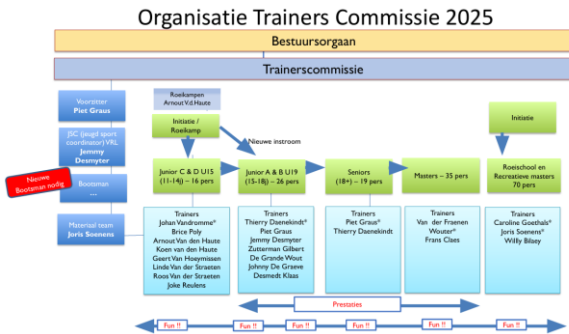 Organisatie Trainers Commissie 2025
Bestuursorgaan
Trainerscommissie
Voorzitter
Piet Graus
JSC (jeugd sport
coordinator) VRL
Jemmy
Desmyter
Nieuwe
Bootsman nodig
Bootsman
...
Materiaal team
Joris Soenens
Roeikampen
Arnout V.d.Haute
Initiatie /
Roeikamp
Nieuwe instroom
Initiatie
Junior C & D U15
(11-14j) – 16 pers
Junior A & B U19
(15-18j) – 26 pers
Seniors
(18+) – 19 pers
Masters – 35 pers
Roeischool en
Recreatieve masters
70 pers
Trainers
Johan Vandromme*
Brice Poly
Arnout Van den Haute
Koen van den Haute
Geert Van Hoeymissen
Linde Van der Straeten
Roos Van der Straeten
Joke Reulens
Trainers
Thierry Daenekindt*
Piet Graus
Jemmy Desmyter
Zutterman Gilbert
De Grande Wout
Johnny De Graeve
Desmedt Klaas
Trainers
Piet Graus*
Thierry Daenekindt
Trainers
Van der Fraenen
Wouter*
Frans Claes
Trainers
Caroline Goethals*
Joris Soenens*
Willy Bilaey
Prestaties
Fun !!
Fun !!
Fun !!
Fun !!
Fun !!